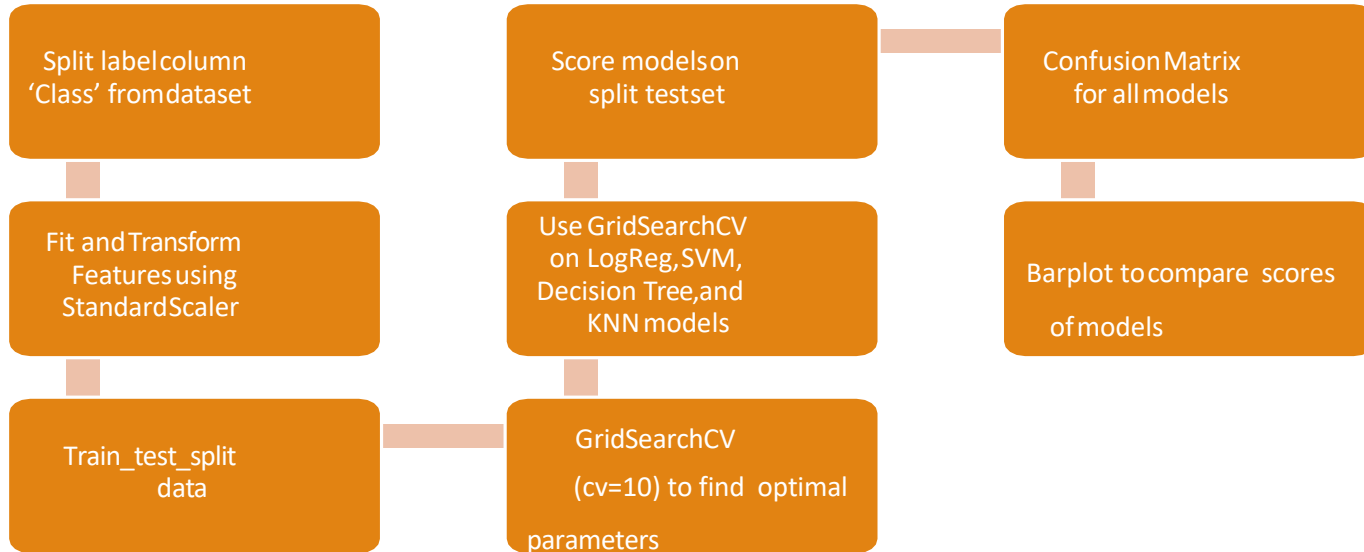 Split label column
‘Class’ from dataset
Fit and Transform
Features using
StandardScaler
Train_test_split
data
GridSearchCV
(cv=10) to find optimal
parameters
Use GridSearchCV
on LogReg, SVM,
Decision Tree, and
KNN models
Score models on
split test set
Confusion Matrix
for all models
Barplot to compare scores
of models